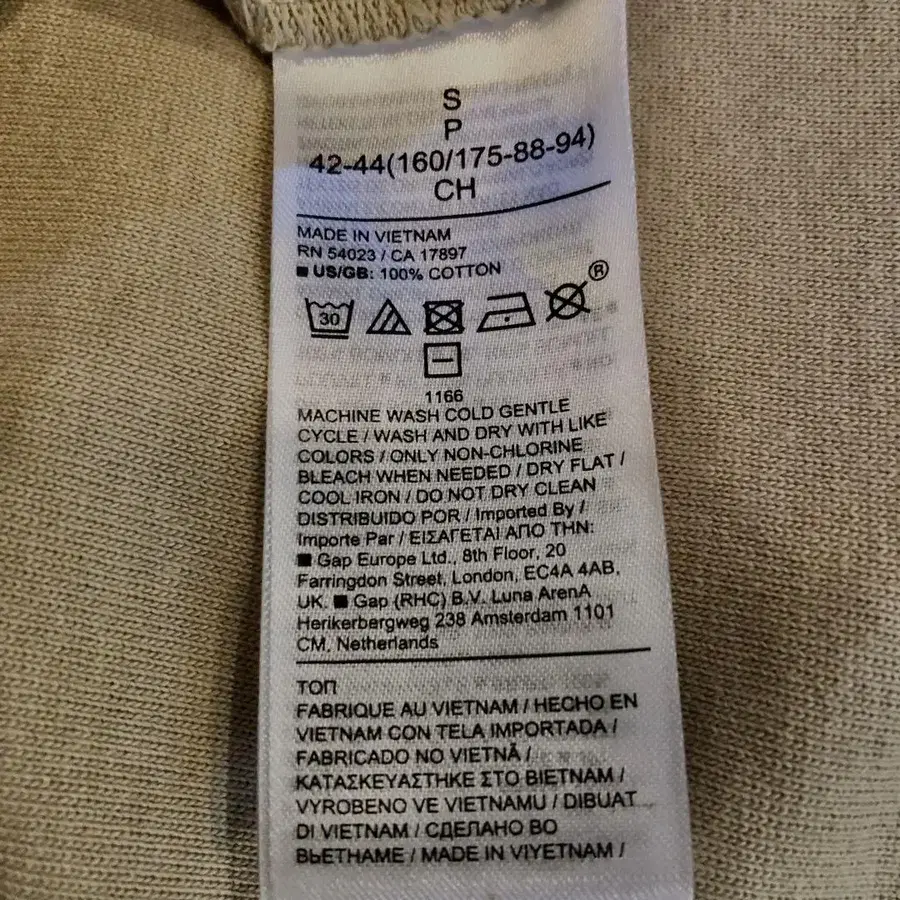 S
P
42-44(160/175-88-94)
CH
MADE IN VIETNAM
RN 54023 / CA 17897
■ US/GB: 100% COTTON
30
®
1166
MACHINE WASH COLD GENTLE
CYCLE / WASH AND DRY WITH LIKE
COLORS / ONLY NON-CHLORINE
BLEACH WHEN NEEDED / DRY FLAT /
COOL IRON / DO NOT DRY CLEAN
DISTRIBUIDO POR / Imported By /
Importe Par / ΕΙΣΑΓΕΤΑΙ ΑΠΟ ΤΗΝ:
■ Gap Europe Ltd., 8th Floor, 20
Farringdon Street, London, EC4A 4AB,
UK. ■ Gap (RHC) B.V. Luna ArenA
Herikerbergweg 238 Amsterdam 1101
CM, Netherlands
ТОП
FABRIQUE AU VIETNAM / HECHO EN
VIETNAM CON TELA IMPORTADA /
FABRICADO NO VIETNÃ /
ΚΑΤΑΣΚΕΥΑΣΤΗΚΕ ΣΤΟ ΒΙΕΤΝΑΜ /
VYROBENO VE VIETNAMU / DIBUAT
DI VIETNAM / СДЕЛАНО ВО
ВЬЕТНАМЕ / MADE IN VIYETNAM /